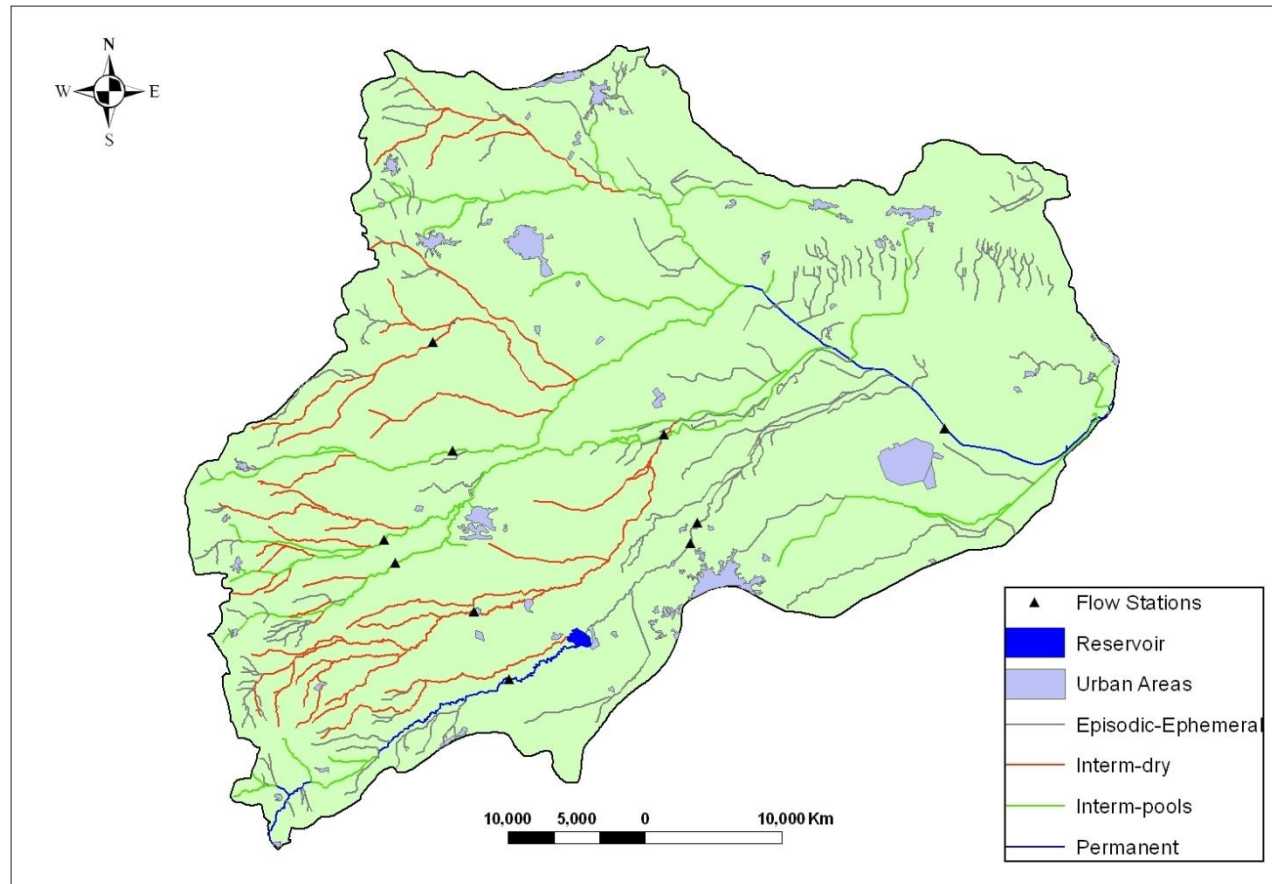 N
W E
S
Flow Stations
Reservoir
Urban Areas
Episodic-Ephemeral
Interm-dry
Interm-pools
Permanent
10,000 5,000 0 10,000 Km